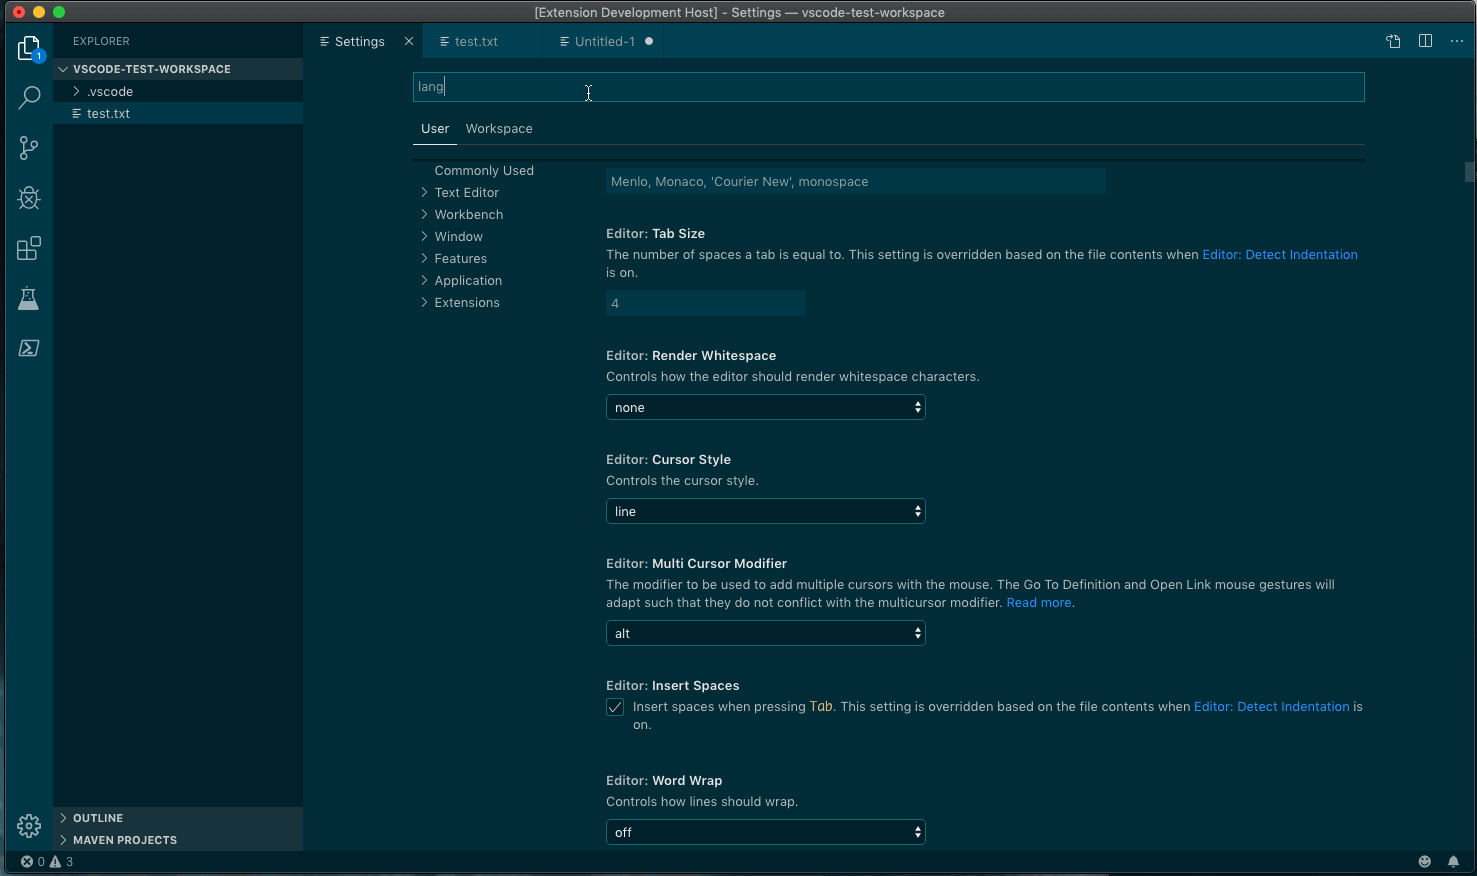 [Extension Development Host] - Settings — vscode-test-workspace
EXPLORER
Settings
test.txt
Untitled-1
1
VSCODE-TEST-WORKSPACE
.vscode
test.txt
lang
User Workspace
Commonly Used
Text Editor
Workbench
Window
Features
Application
Extensions
Menlo, Monaco, 'Courier New', monospace
Editor: Tab Size
The number of spaces a tab is equal to. This setting is overridden based on the file contents when Editor: Detect Indentation
is on.
4
Editor: Render Whitespace
Controls how the editor should render whitespace characters.
none
Editor: Cursor Style
Controls the cursor style.
line
Editor: Multi Cursor Modifier
The modifier to be used to add multiple cursors with the mouse. The Go To Definition and Open Link mouse gestures will
adapt such that they do not conflict with the multicursor modifier. Read more.
alt
Editor: Insert Spaces
Insert spaces when pressing Tab. This setting is overridden based on the file contents when Editor: Detect Indentation is
on.
Editor: Word Wrap
Controls how lines should wrap.
off
OUTLINE
MAVEN PROJECTS
0 3